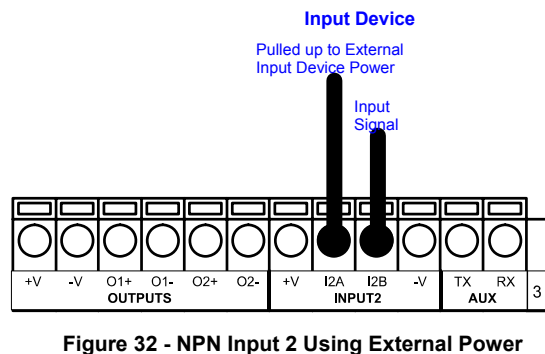 Input Device
Pulled up to External
Input Device Power
Input
Signal
+V -V O1+ O1- O2+ O2- +V I2A I2B -V TX RX
OUTPUTS INPUT2 AUX 3
Figure 32 - NPN Input 2 Using External Power